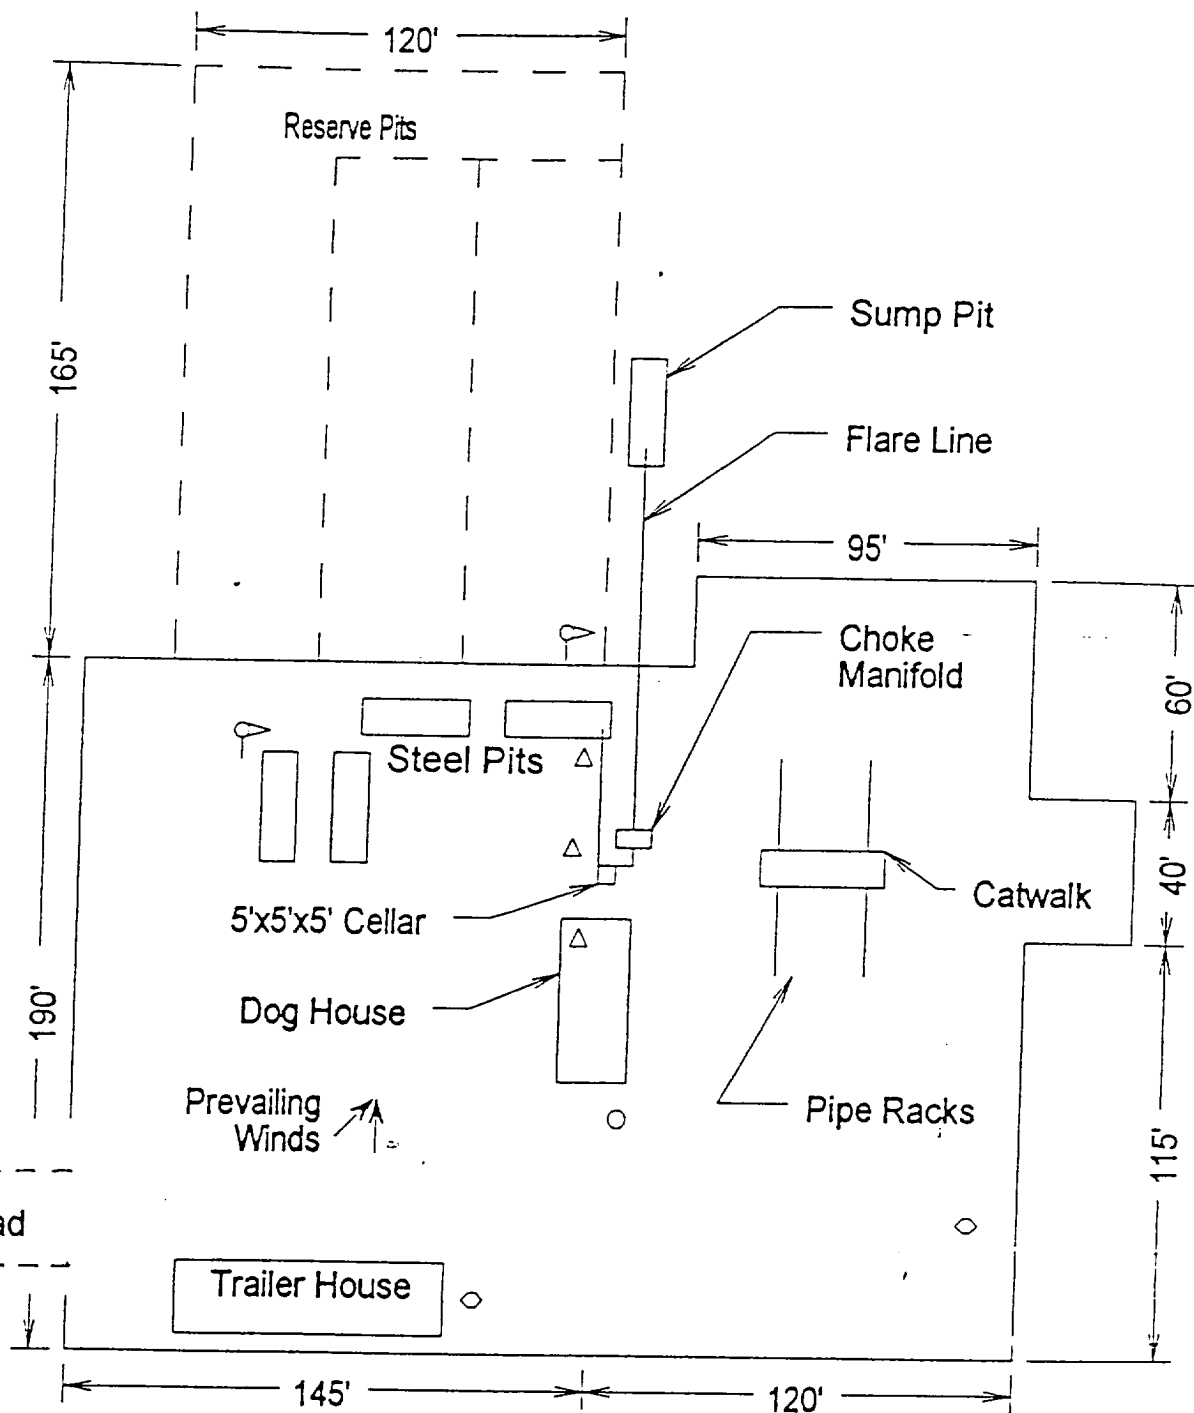 120'
Reserve Pits
165'
Sump Pit
Flare Line
95'
Choke
Manifold
60'
Steel Pits
40'
Catwalk
5'x5'x5' Cellar
190'
Dog House
Prevailing
Winds
Pipe Racks
115'
ad
Trailer House
145'
120'